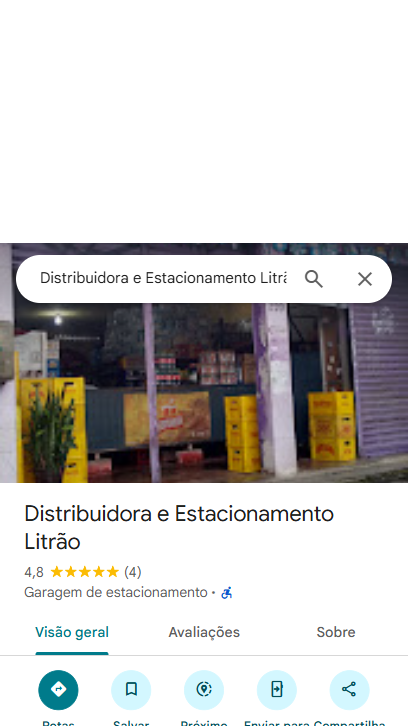 Distribuidora e Estacionamento Litrã
Distribuidora e Estacionamento
Litrão
4,8 (4)
Garagem de estacionamento ·
Visão geral Avaliações Sobre
Rotas Salvar Próximo Enviar para Compartilha